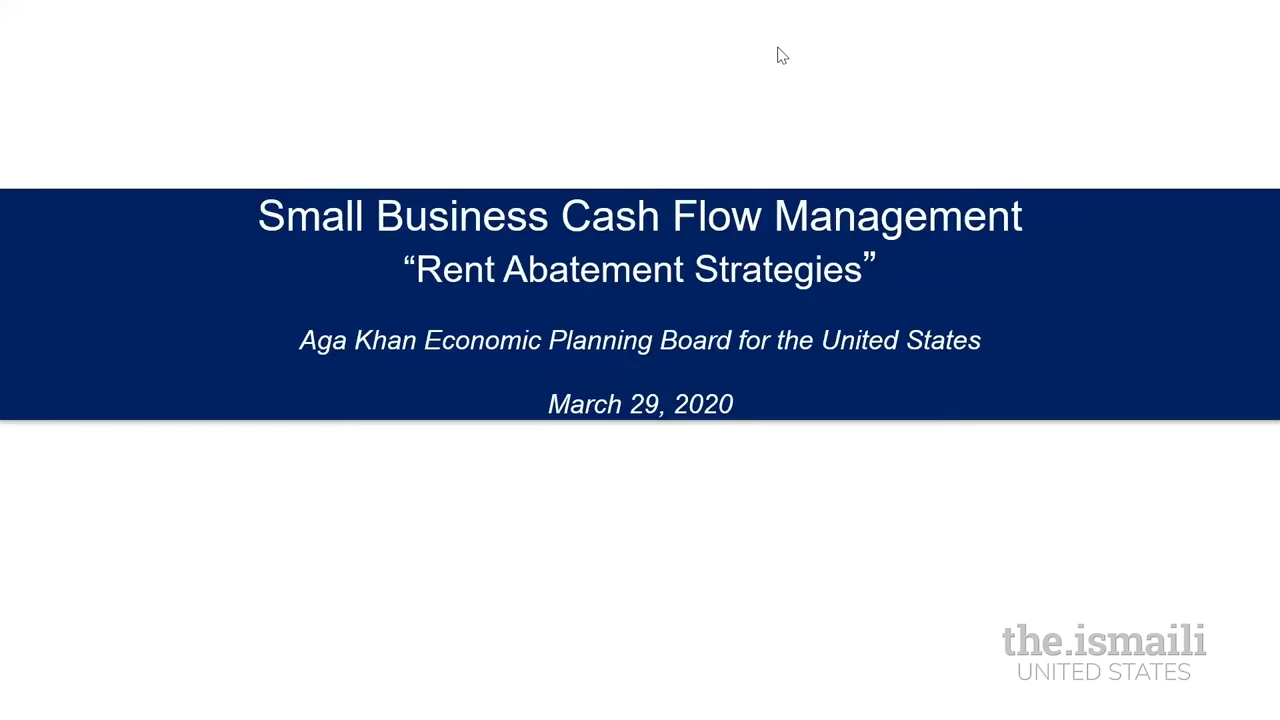 Small Business Cash Flow Management
“Rent Abatement Strategies”
Aga Khan Economic Planning Board for the United States
March 29, 2020
the.ismaili
UNITED STATES